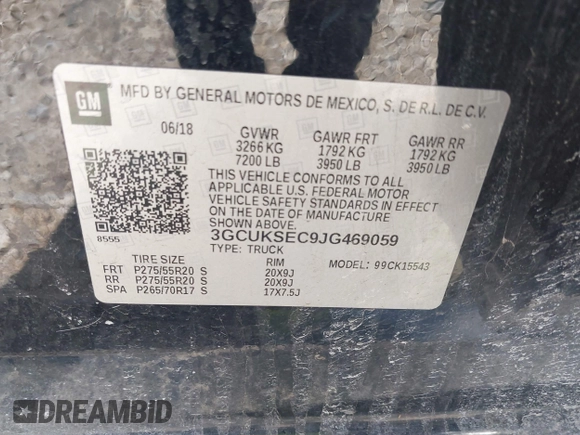 GM
MFD BY GENERAL MOTORS DE MEXICO, S. DE R.L. DE C.V.
06/18 GVWR GAWR FRT GAWR RR
3266 KG 1792 KG 1792 KG
7200 LB 3950 LB 3950 LB
THIS VEHICLE CONFORMS TO ALL
APPLICABLE U.S. FEDERAL MOTOR
VEHICLE SAFETY STANDARDS IN
EFFECT ON THE DATE OF MANUFACTURE
SHOWN ABOVE.
8555 3GCUKSEC9JG469059
TYPE: TRUCK
TIRE SIZE RIM MODEL: 99CK15543
FRT P275/55R20 S 20X9J
RR P275/55R20 S 20X9J
SPA P265/70R17 S 17X7.5J
DREAMBID